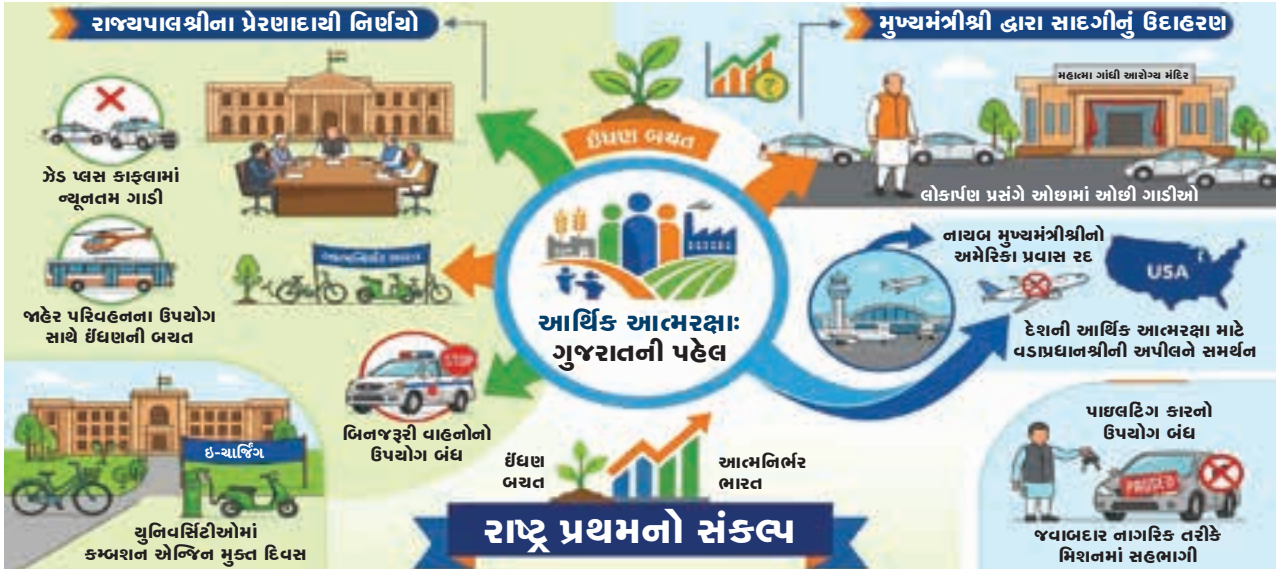 રાજ્યપાલશ્રીના પ્રેરણાદાયી નિર્ણયો
ઝેડ પ્લસ કાફલામાં
ન્યૂનતમ ગાડી
જાહેર પરિવહનના ઉપયોગ
સાથે ઈંધણની બચત
આત્મનિર્ભર ભારત
બિનજરૂરી વાહનોનો
ઉપયોગ બંધ
STOP
ઇ-ચાર્જિંગ
યુનિવર્સિટીઓમાં
કમ્બશન એન્જિન મુક્ત દિવસ
ઈંધણ બચત
આર્થિક આત્મરક્ષાઃ
ગુજરાતની પહેલ
ઈંધણ
બચત
આત્મનિર્ભર
ભારત
રાષ્ટ્ર પ્રથમનો સંકલ્પ
મુખ્યમંત્રીશ્રી દ્વારા સાદગીનું ઉદાહરણ
મહાત્મા ગાંધી આરોગ્ય મંદિર
લોકાર્પણ પ્રસંગે ઓછામાં ઓછી ગાડીઓ
નાયબ મુખ્યમંત્રીશ્રીનો
અમેરિકા પ્રવાસ રદ
USA
દેશની આર્થિક આત્મરક્ષા માટે
વડાપ્રધાનશ્રીની અપીલને સમર્થન
પાઇલટિંગ કારનો
ઉપયોગ બંધ
PAUSED
જવાબદાર નાગરિક તરીકે
મિશનમાં સહભાગી